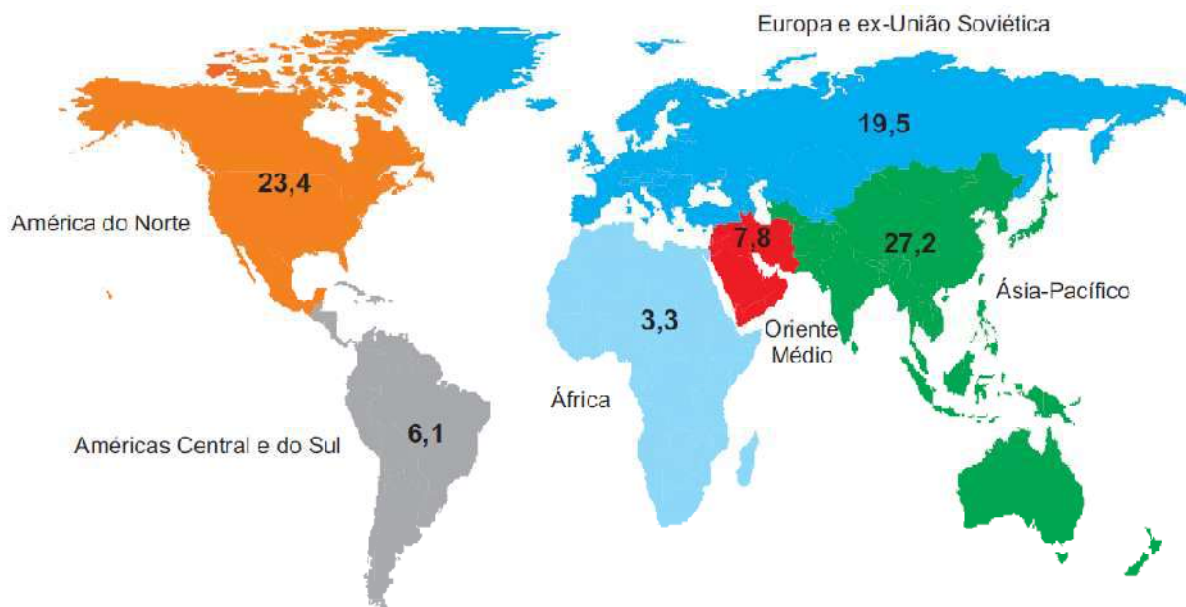 Europa e ex-União Soviética
19,5
23,4
América do Norte
7,8
27,2
Ásia-Pacífico
3,3
Oriente
Médio
África
6,1
Américas Central e do Sul